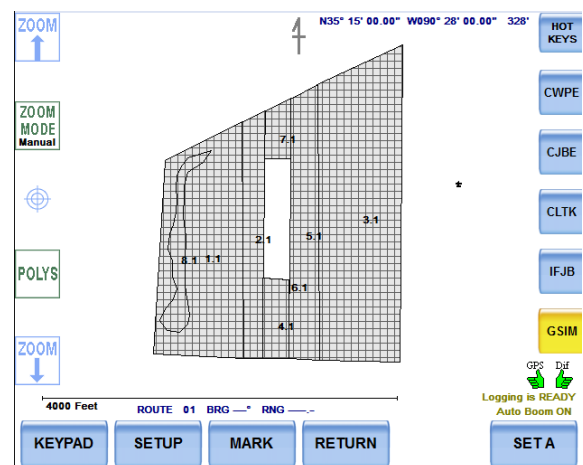 ZOOM
N35° 15' 00.00" W090° 28' 00.00" 328'
HOT
KEYS
CWPE
ZOOM
MODE
Manual
7.1
CJBE
*
3.1
CLTK
2.1
5.1
8.1 1.1
POLYS
IFJB
6.1
4.1
GSIM
ZOOM
GPS Dif
Logging is READY
Auto Boom ON
4000 Feet
ROUTE 01 BRG ---° RNG ---.-
KEYPAD
SETUP
MARK
RETURN
SET A